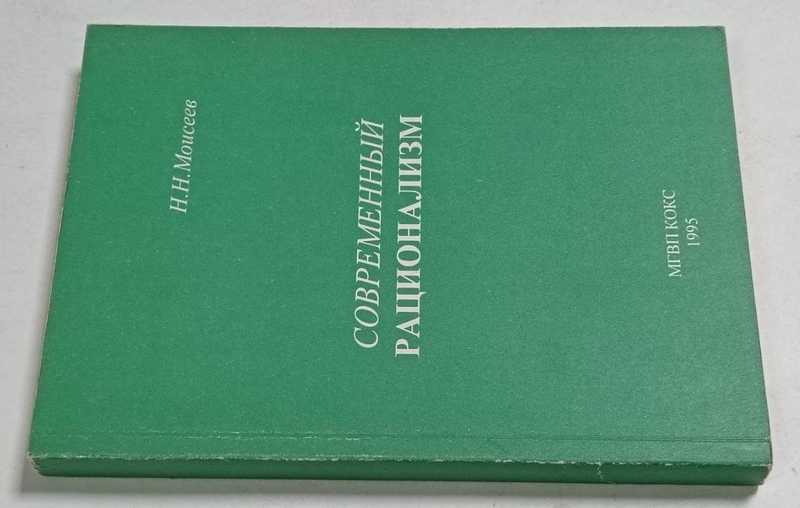 Н.Н. Моисеев
СОВРЕМЕННЫЙ
РАЦИОНАЛИЗМ
МГВП КОКС
1995